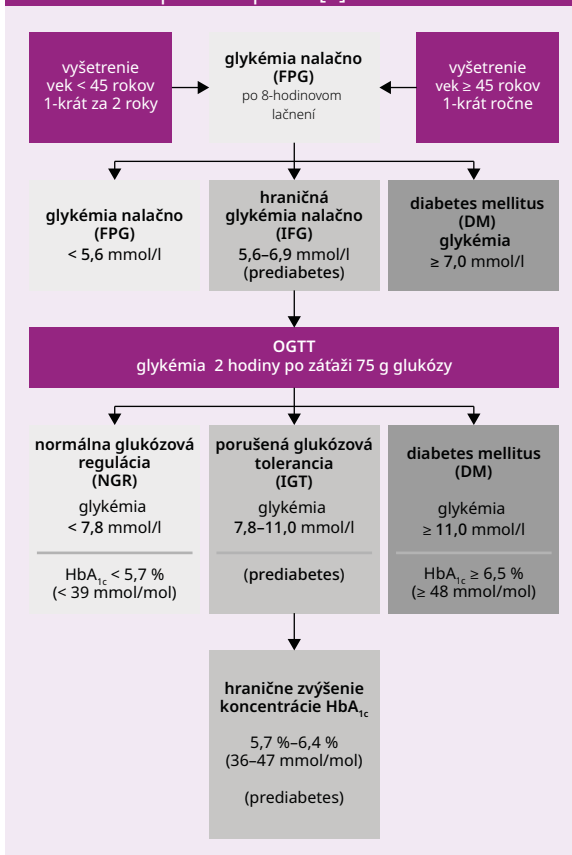 vyšetrenie
vek < 45 rokov
1-krát za 2 roky
glykémia nalačno
(FPG)
po 8-hodinovom
lačnení
vyšetrenie
vek ≥ 45 rokov
1-krát ročne
glykémia nalačno
(FPG)
< 5,6 mmol/l
hraničná
glykémia nalačno
(IFG)
5,6–6,9 mmol/l
(prediabetes)
diabetes mellitus
(DM)
glykémia
≥ 7,0 mmol/l
OGTT
glykémia 2 hodiny po záťaži 75 g glukózy
normálna glukózová
regulácia
(NGR)
glykémia
< 7,8 mmol/l
HbA1c < 5,7 %
(< 39 mmol/mol)
porušená glukózová
tolerancia
(IGT)
glykémia
7,8–11,0 mmol/l
(prediabetes)
diabetes mellitus
(DM)
glykémia
≥ 11,0 mmol/l
HbA1c ≥ 6,5 %
(≥ 48 mmol/mol)
hranične zvýšenie
koncentrácie HbA1c
5,7 %–6,4 %
(36–47 mmol/mol)
(prediabetes)